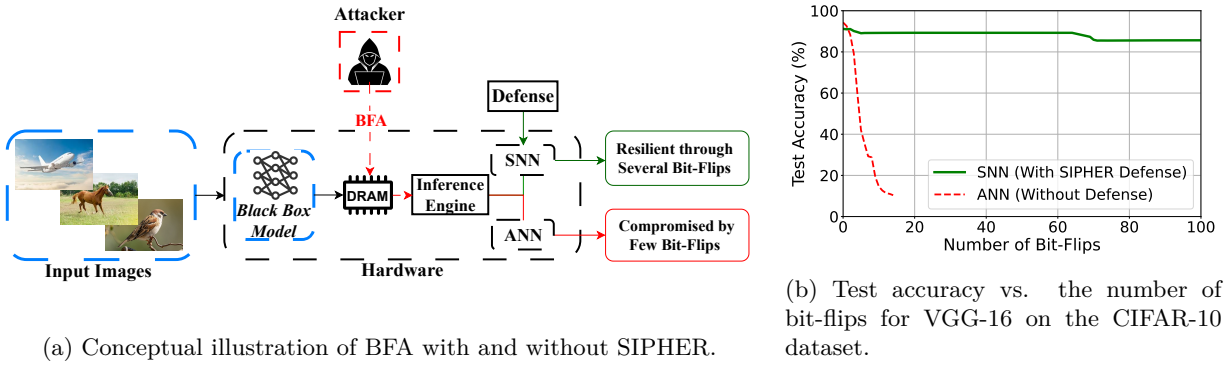 Attacker
BFA
Defense
SNN
Resilient through
Several Bit-Flips
Black Box
Model
DRAM
Inference
Engine
ANN
Compromised by
Few Bit-Flips
Input Images
Hardware
(a) Conceptual illustration of BFA with and without SIPHER.
Test Accuracy (%)
100
80
60
40
20
0
0 20 40 60 80 100
Number of Bit-Flips
SNN (With SIPHER Defense)
ANN (Without Defense)
(b) Test accuracy vs. the number of
bit-flips for VGG-16 on the CIFAR-10
dataset.